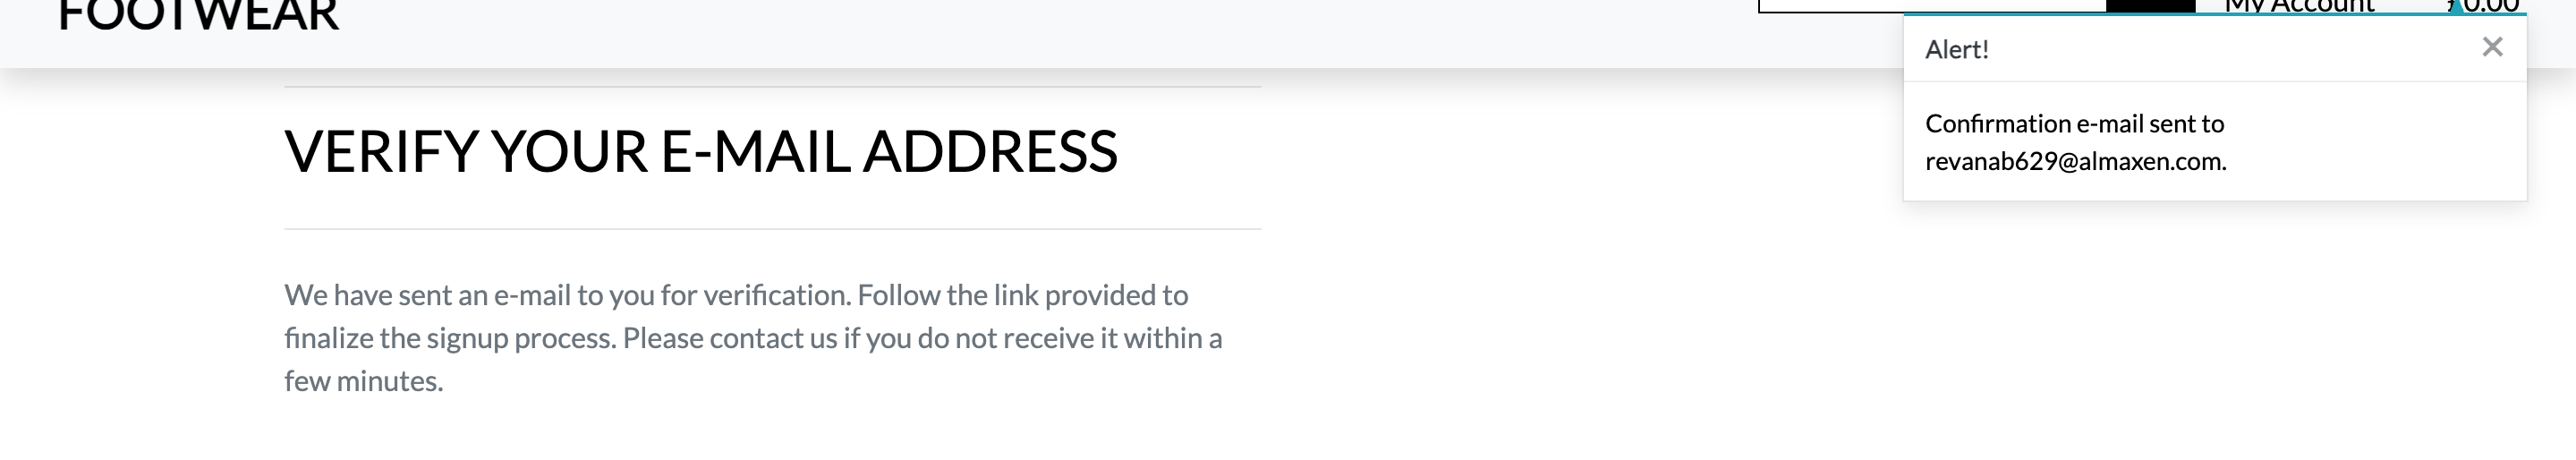 FOOTWEAR
My Account
£0.00
Alert!
Confirmation e-mail sent to
revanab629@almaxen.com.
VERIFY YOUR E-MAIL ADDRESS
We have sent an e-mail to you for verification. Follow the link provided to
finalize the signup process. Please contact us if you do not receive it within a
few minutes.